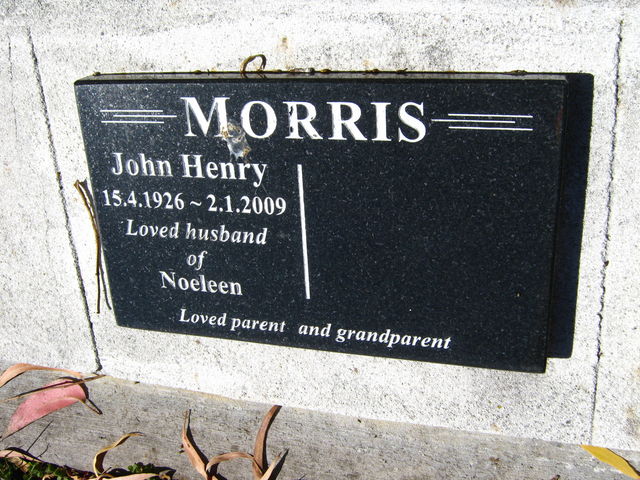 MORRIS
John Henry
15.4.1926 ~ 2.1.2009
Loved husband
of
Noeleen
Loved parent and grandparent